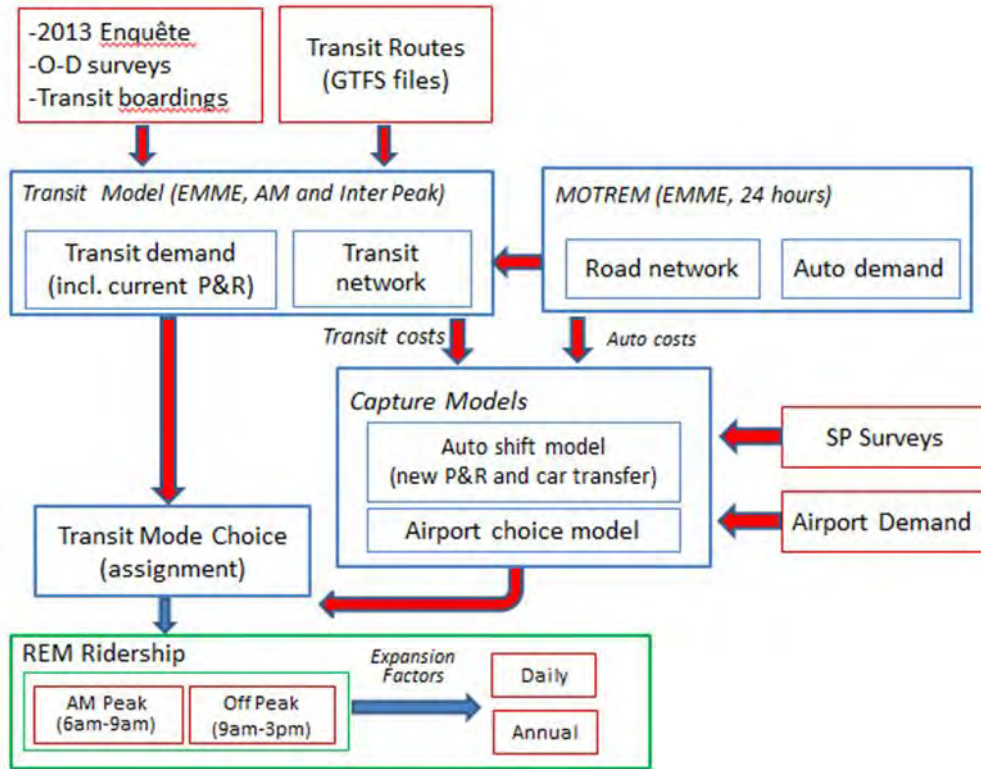 -2013 Enquête
-O-D surveys
-Transit boardings
Transit Routes
(GTFS files)
Transit Model (EMME, AM and Inter Peak)
Transit demand
(incl. current P&R)
Transit
network
MOTREM (EMME, 24 hours)
Road network
Auto demand
Transit costs
Auto costs
Capture Models
Auto shift model
(new P&R and car transfer)
Airport choice model
SP Surveys
Airport Demand
Transit Mode Choice
(assignment)
REM Ridership
AM Peak
(6am-9am)
Off Peak
(9am-3pm)
Expansion
Factors
Daily
Annual